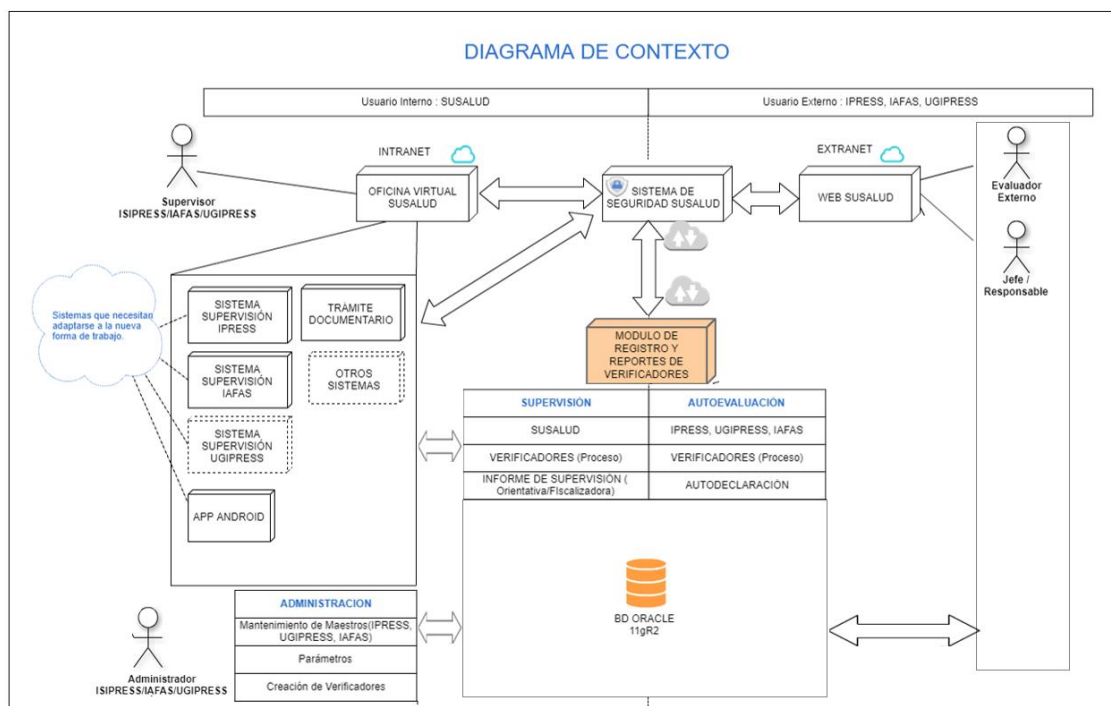 DIAGRAMA DE CONTEXTO
Usuario Interno : SUSALUD
Usuario Externo : IPRESS, IAFAS, UGIPRESS
INTRANET
EXTRANET
OFICINA VIRTUAL
SUSALUD
SISTEMA DE
SEGURIDAD SUSALUD
WEB SUSALUD
Supervisor
ISIPRESS/IAFAS/UGIPRESS
Evaluador
Externo
Jefe /
Responsable
Sistemas que necesitan
adaptarse a la nueva
forma de trabajo.
SISTEMA
SUPERVISIÓN
IPRESS
TRÀMITE
DOCUMENTARIO
SISTEMA
SUPERVISIÓN
IAFAS
OTROS
SISTEMAS
SISTEMA
SUPERVISIÓN
UGIPRESS
APP ANDROID
MODULO DE
REGISTRO Y
REPORTES DE
VERIFICADORES
SUPERVISIÓN
AUTOEVALUACIÓN
SUSALUD
IPRESS, UGIPRESS, IAFAS
VERIFICADORES (Proceso)
VERIFICADORES (Proceso)
INFORME DE SUPERVISIÓN (
Orientativa/FIscalizadora)
AUTODECLARACIÓN
BD ORACLE
11gR2
ADMINISTRACION
Mantenimiento de Maestros(IPRESS,
UGIPRESS, IAFAS)
Parámetros
Creación de Verificadores
Administrador
ISIPRESS/IAFAS/UGIPRESS